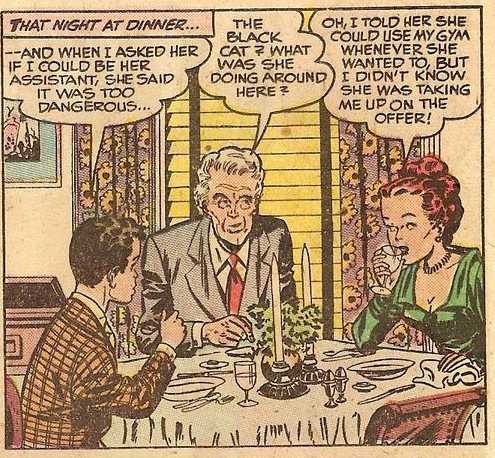 THAT NIGHT AT DINNER...
--AND WHEN I ASKED HER
IF I COULD BE HER
ASSISTANT, SHE SAID
IT WAS TOO
DANGEROUS...
THE
BLACK
CAT? WHAT
WAS SHE
DOING AROUND
HERE?
OH, I TOLD HER SHE
COULD USE MY GYM
WHENEVER SHE
WANTED TO, BUT
I DIDN'T KNOW
SHE WAS TAKING
ME UP ON THE
OFFER!